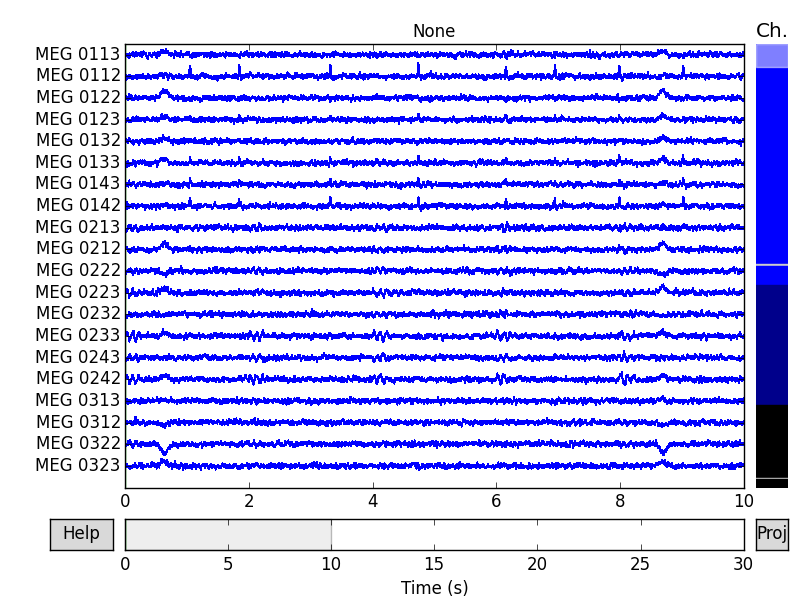 None
Ch.
MEG 0113
MEG 0112
MEG 0122
MEG 0123
MEG 0132
MEG 0133
MEG 0143
MEG 0142
MEG 0213
MEG 0212
MEG 0222
MEG 0223
MEG 0232
MEG 0233
MEG 0243
MEG 0242
MEG 0313
MEG 0312
MEG 0322
MEG 0323
0 2 4 6 8 10
Help
Proj
0 5 10 15 20 25 30
Time (s)